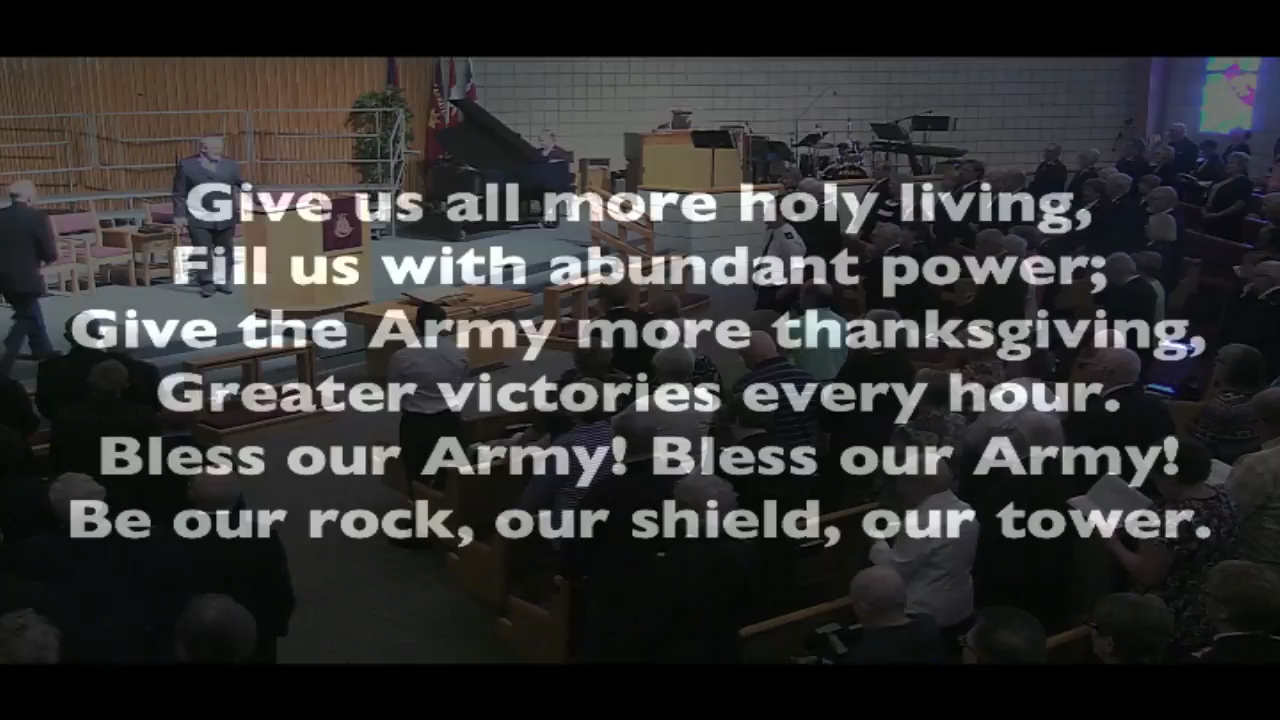 Give us all more holy living,
Fill us with abundant power;
Give the Army more thanksgiving,
Greater victories every hour.
Bless our Army! Bless our Army!
Be our rock, our shield, our tower.